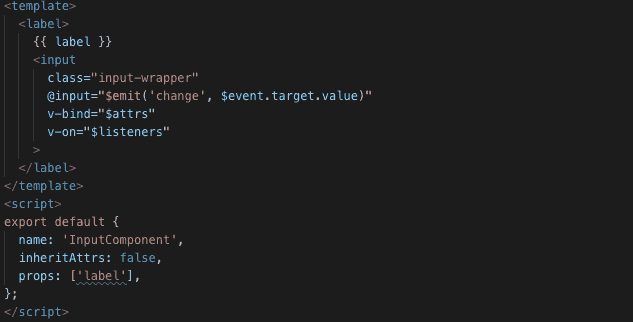 <template>
  <label>
    {{ label }}
    <input
      class="input-wrapper"
      @input="$emit('change', $event.target.value)"
      v-bind="$attrs"
      v-on="$listeners"
    >
  </label>
</template>
<script>
export default {
  name: 'InputComponent',
  inheritAttrs: false,
  props: ['label'],
};
</script>